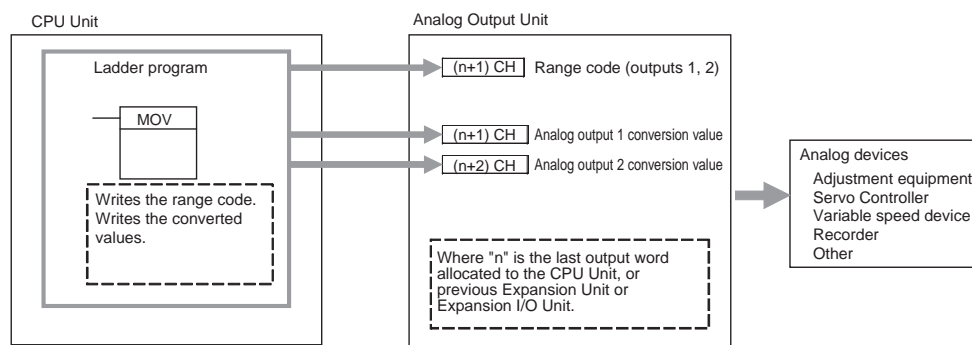 CPU Unit
Ladder program
MOV
Writes the range code.
Writes the converted
values.
Analog Output Unit
(n+1) CH Range code (outputs 1, 2)
(n+1) CH Analog output 1 conversion value
(n+2) CH Analog output 2 conversion value
Where "n" is the last output word
allocated to the CPU Unit, or
previous Expansion Unit or
Expansion I/O Unit.
Analog devices
Adjustment equipment
Servo Controller
Variable speed device
Recorder
Other